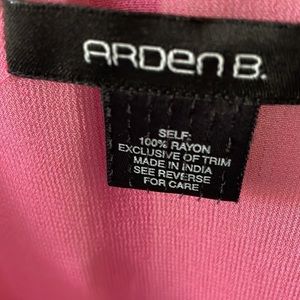 ARDEN B.
SELF:
100% RAYON
EXCLUSIVE OF TRIM
MADE IN INDIA
SEE REVERSE
FOR CARE